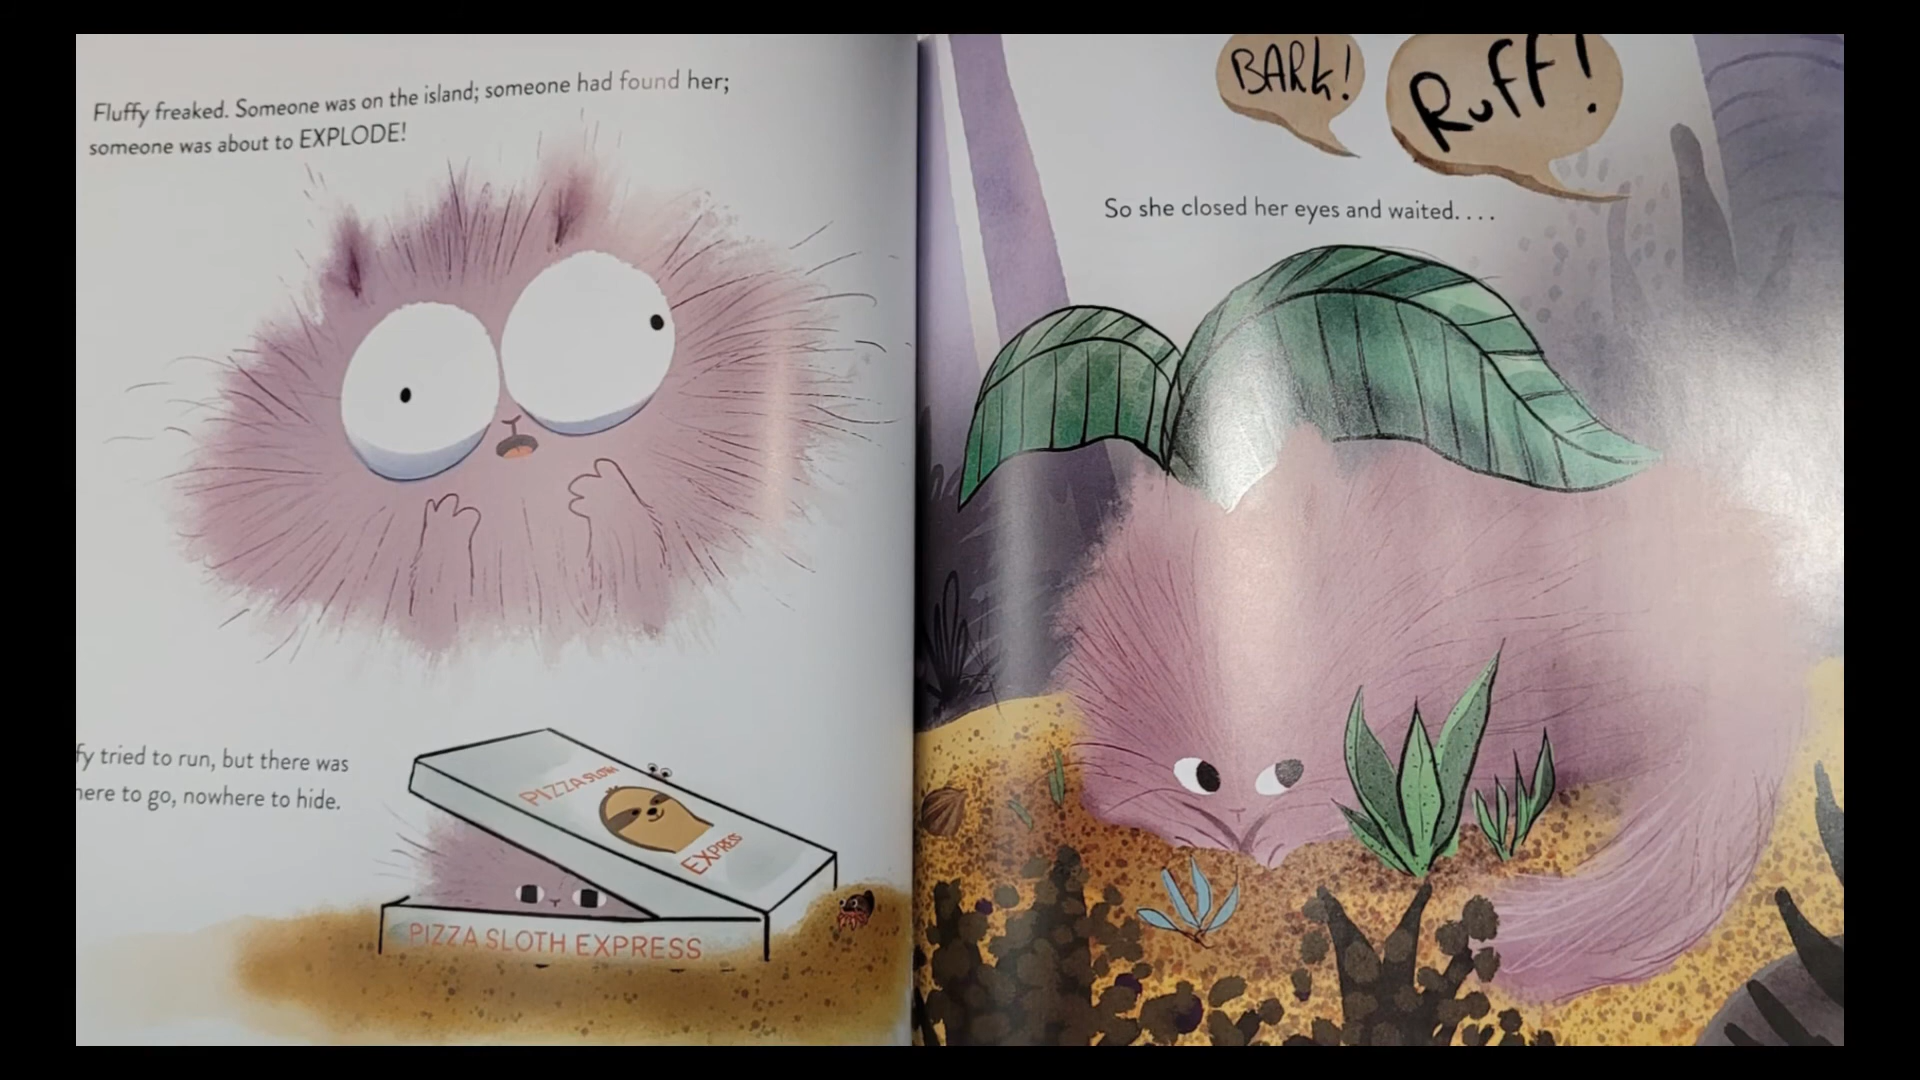 Fluffy freaked. Someone was on the island; someone had found her;
someone was about to EXPLODE!
fy tried to run, but there was
here to go, nowhere to hide.
PIZZA SLOTH
EXPRESS
PIZZA SLOTH EXPRESS
BARK!
RuFF!
So she closed her eyes and waited. . . .